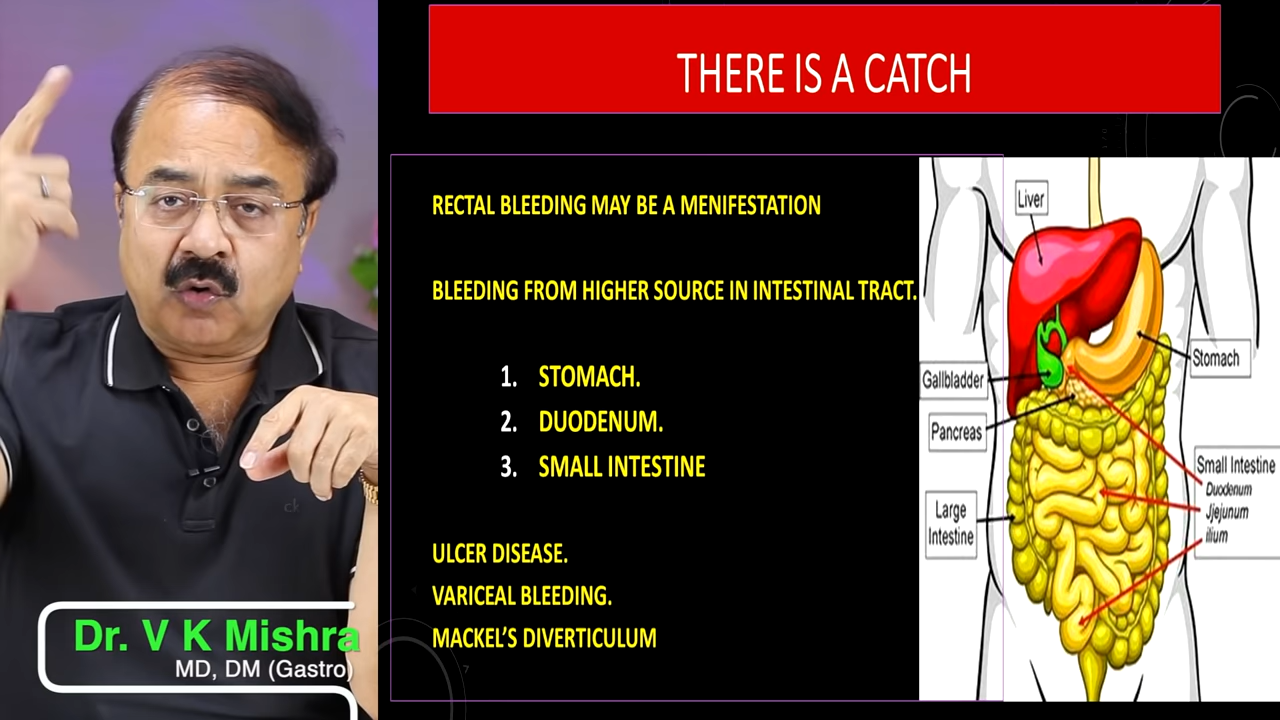 THERE IS A CATCH
RECTAL BLEEDING MAY BE A MENIFESTATION
BLEEDING FROM HIGHER SOURCE IN INTESTINAL TRACT.
1. STOMACH.
2. DUODENUM.
3. SMALL INTESTINE
ULCER DISEASE.
VARICEAL BLEEDING.
MACKEL'S DIVERTICULUM
7
Liver
Stomach
Gallbladder
Pancreas
Large
Intestine
Small Intestine
Duodenum
Jjejunum
ilium
ck
Dr. V K Mishra
MD, DM (Gastro)